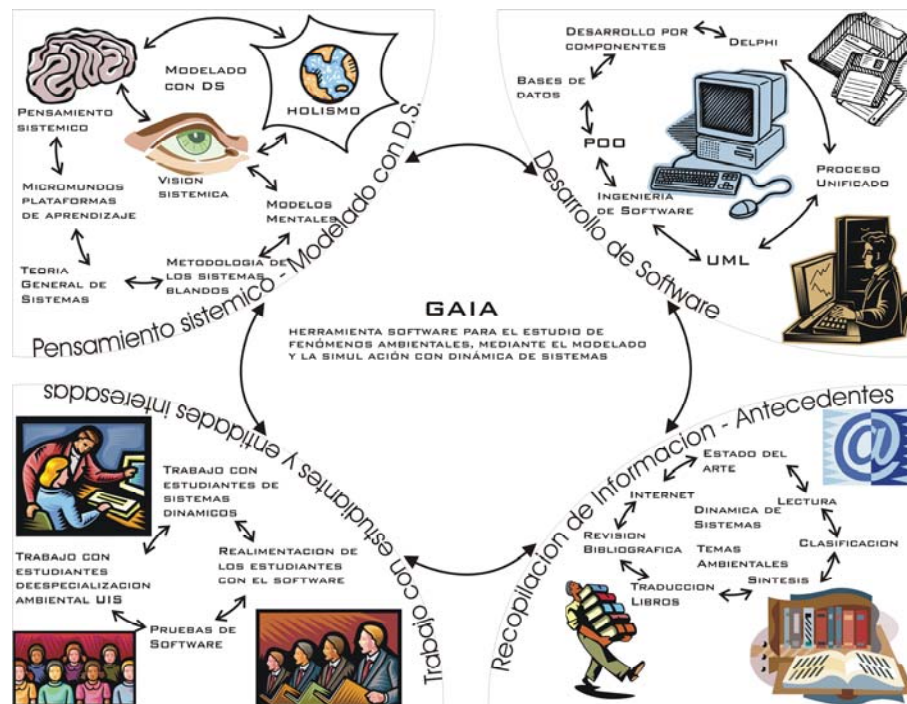 MODELADO
CON DS
HOLISMO
PENSAMIENTO
SISTEMICO
VISION
SISTEMICA
MICROMUNDOS
PLATAFORMAS
DE APRENDIZAJE
MODELOS
MENTALES
TEORIA
GENERAL DE
SISTEMAS
METODOLOGIA DE
LOS SISTEMAS
BLANDOS
Pensamiento sistemico - Modelado con D.S.
DESARROLLO POR
COMPONENTES
DELPHI
BASES DE
DATOS
POO
INGENIERIA
DE SOFTWARE
PROCESO
UNIFICADO
UML
Desarrollo de Software
GAIA
HERRAMIENTA SOFTWARE PARA EL ESTUDIO DE
FENÓMENOS AMBIENTALES, MEDIANTE EL MODELADO
Y LA SIMULACIÓN CON DINÁMICA DE SISTEMAS
Trabajo con estudiantes y entidades interesadas
TRABAJO CON
ESTUDIANTES DE
SISTEMAS
DINAMICOS
TRABAJO CON
ESTUDIANTES
DEESPECIALIZACION
AMBIENTAL UIS
REALIMENTACION DE
LOS ESTUDIANTES
CON EL SOFTWARE
PRUEBAS DE
SOFTWARE
Recopilacion de Informacion - Antecedentes
@
ESTADO DEL
ARTE
INTERNET
LECTURA
DINAMICA DE
SISTEMAS
REVISION
BIBLIOGRAFICA
CLASIFICACION
TEMAS
AMBIENTALES
SINTESIS
TRADUCCION
LIBROS